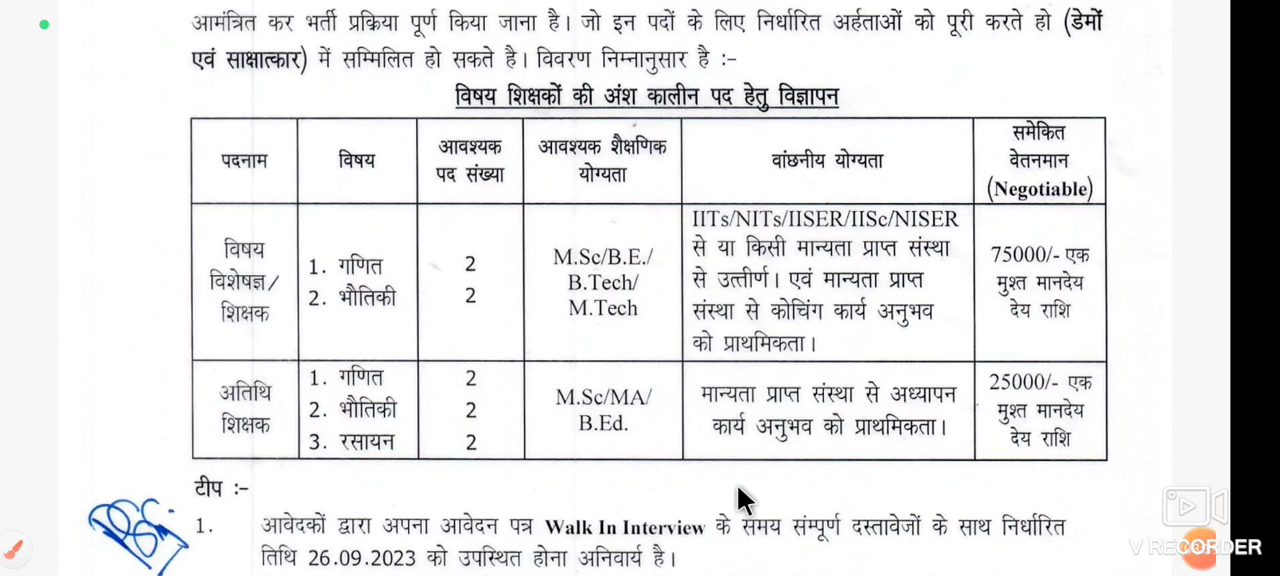 आमंत्रित कर भर्ती प्रक्रिया पूर्ण किया जाना है। जो इन पदों के लिए निर्धारित अर्हताओं को पूरी करते हो (डेमों
एवं साक्षात्कार) में सम्मिलित हो सकते है। विवरण निम्नानुसार है :-
विषय शिक्षकों की अंश कालीन पद हेतु विज्ञापन
पदनाम
विषय
आवश्यक
पद संख्या
आवश्यक शैक्षणिक
योग्यता
वांछनीय योग्यता
समेकित
वेतनमान
(Negotiable)
विषय
विशेषज्ञ/
शिक्षक
1. गणित
2. भौतिकी
2
2
M.Sc/B.E./
B.Tech/
M.Tech
IITs/NITs/IISER/IISc/NISER
से या किसी मान्यता प्राप्त संस्था
से उत्तीर्ण। एवं मान्यता प्राप्त
संस्था से कोचिंग कार्य अनुभव
को प्राथमिकता।
75000/- एक
मुश्त मानदेय
देय राशि
अतिथि
शिक्षक
1. गणित
2. भौतिकी
3. रसायन
2
2
2
M.Sc/MA/
B.Ed.
मान्यता प्राप्त संस्था से अध्यापन
कार्य अनुभव को प्राथमिकता।
25000/- एक
मुश्त मानदेय
देय राशि
टीप :-
1. आवेदकों द्वारा अपना आवेदन पत्र Walk In Interview के समय संपूर्ण दस्तावेजों के साथ निर्धारित
तिथि 26.09.2023 को उपस्थित होना अनिवार्य है।
V RECORDER